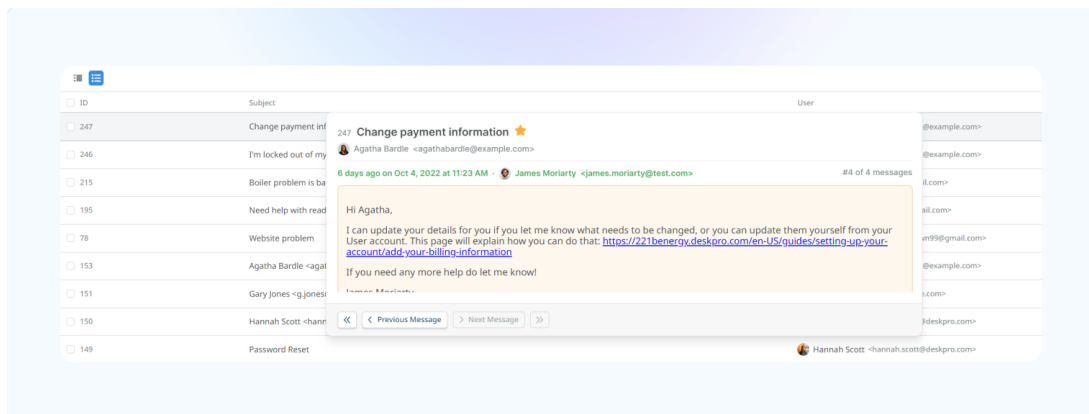 ID Subject User
247 Change payment inf @example.com>
246 I'm locked out of my @example.com>
215 Boiler problem is ba il.com>
195 Need help with read ail.com>
78 Website problem n99@gmail.com>
153 Agatha Bardle <agat @example.com>
151 Gary Jones <g.jones .com>
150 Hannah Scott <hann deskpro.com>
149 Password Reset Hannah Scott <hannah.scott@deskpro.com>
247 Change payment information
Agatha Bardle <agathabardle@example.com>
6 days ago on Oct 4, 2022 at 11:23 AM - James Moriarty <james.moriarty@test.com> #4 of 4 messages
Hi Agatha,
I can update your details for you if you let me know what needs to be changed, or you can update them yourself from your
User account. This page will explain how you can do that: https://221benergy.deskpro.com/en-US/guides/setting-up-your-
account/add-your-billing-information
If you need any more help do let me know!
James Moriarty
Previous Message Next Message